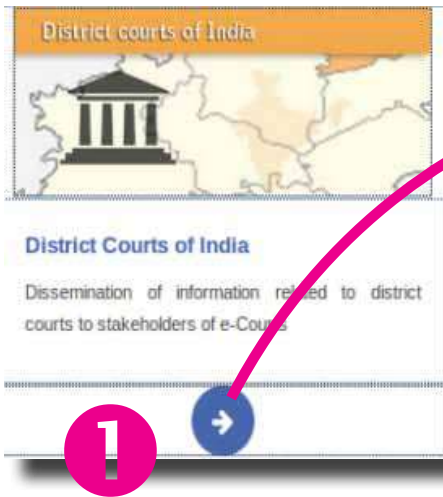 District courts of India
District Courts of India
Dissemination of information related to district
courts to stakeholders of e-Courts
1